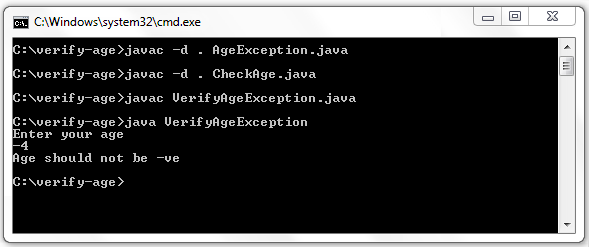 C:\Windows\system32\cmd.exe
C:\verify-age>javac -d . AgeException.java
C:\verify-age>javac -d . CheckAge.java
C:\verify-age>javac VerifyAgeException.java
C:\verify-age>java VerifyAgeException
Enter your age
-4
Age should not be -ve
C:\verify-age>